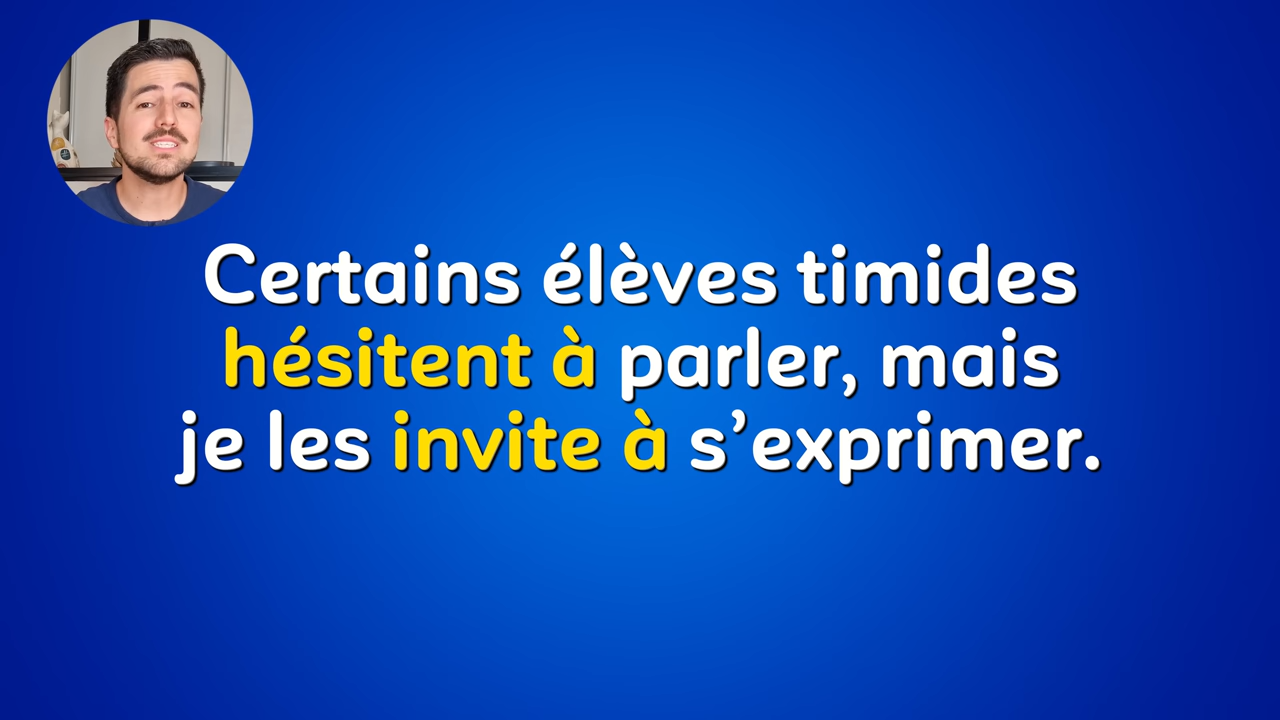 Certains élèves timides
hésitent à parler, mais
je les invite à s’exprimer.